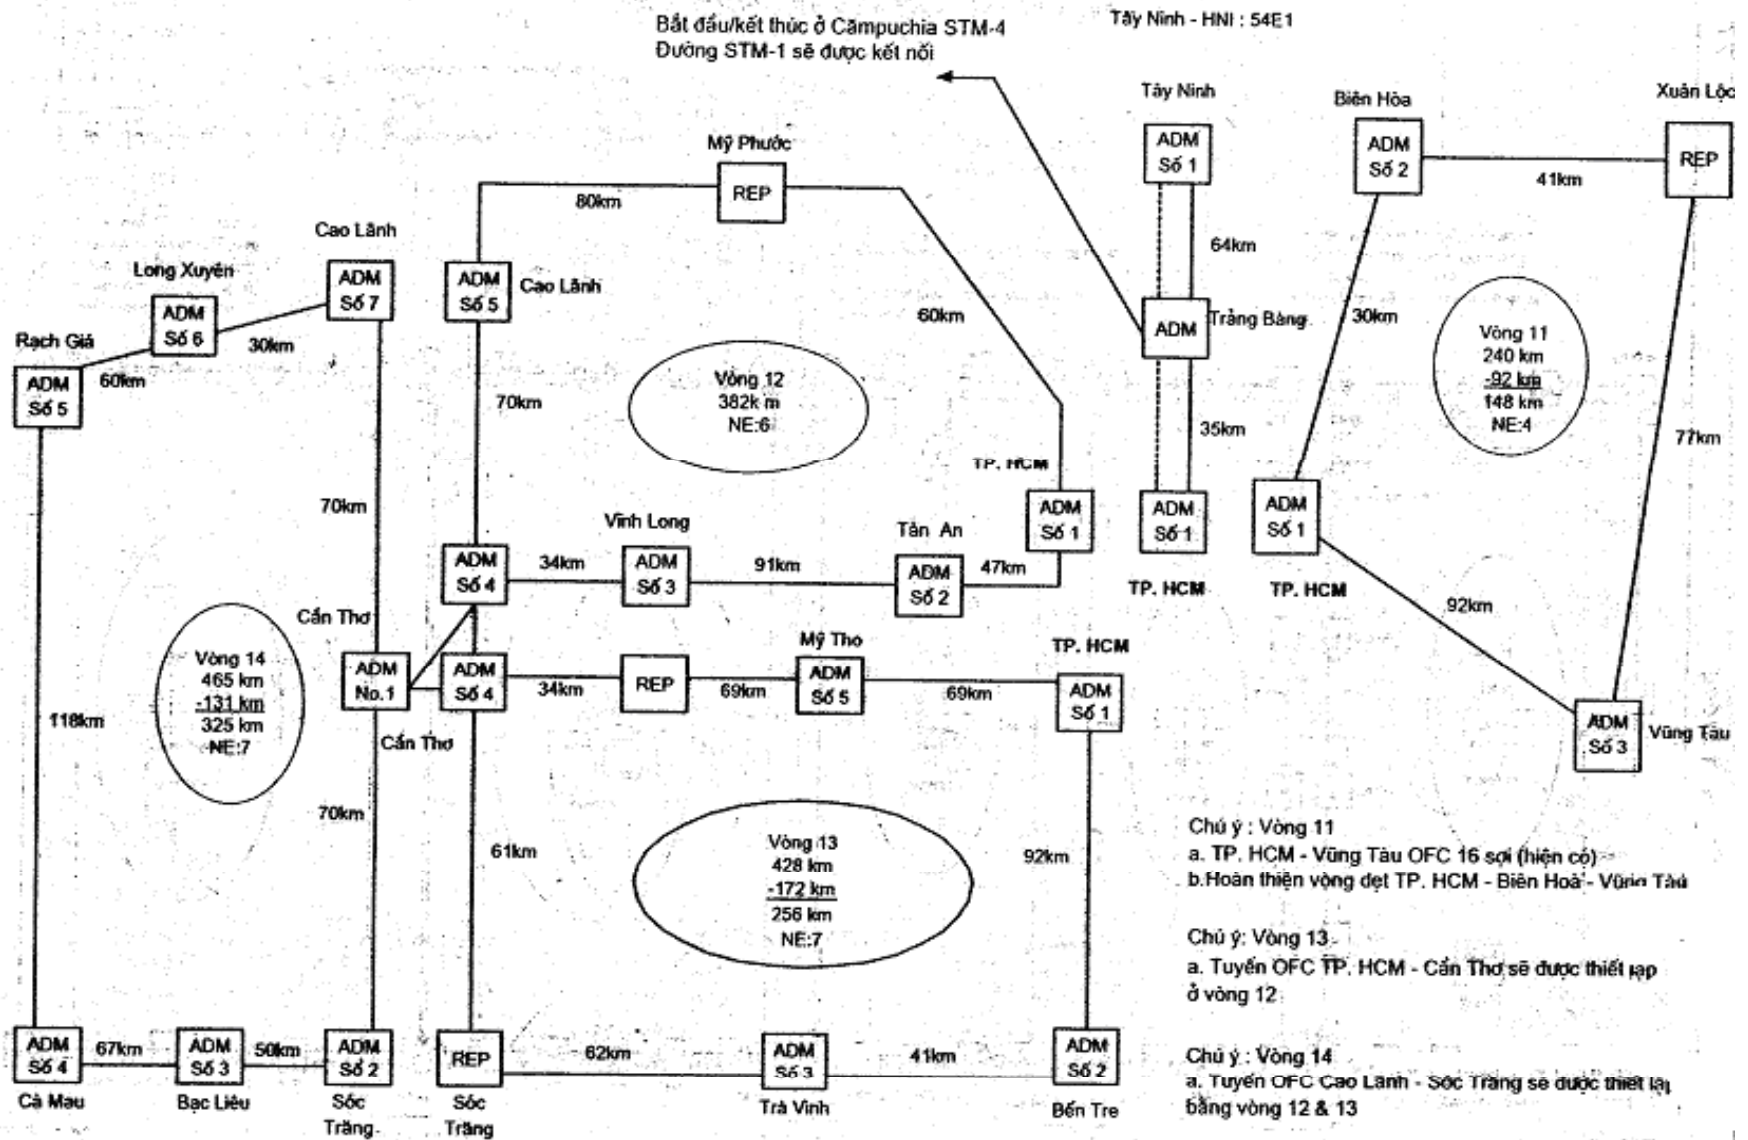 Bắt đầu/kết thúc ở Cămpuchia STM-4
Đường STM-1 sẽ được kết nối
Tây Ninh - HNI : 54E1
Tây Ninh
ADM
Số 1
64km
ADM
Trảng Bàng
35km
ADM
Số 1
TP. HCM
Biên Hòa
ADM
Số 2
41km
Xuân Lộc
REP
30km
Vòng 11
240 km
-92 km
148 km
NE:4
77km
ADM
Số 1
TP. HCM
92km
ADM
Số 3
Vũng Tàu
Mỹ Phước
REP
80km
60km
Cao Lãnh
ADM
Số 7
Long Xuyên
ADM
Số 6
30km
Rạch Giá
ADM
Số 5
60km
ADM
Số 5
Cao Lãnh
70km
Vòng 12
382k m
NE:6
TP. HCM
ADM
Số 1
70km
ADM
Số 4
34km
Vĩnh Long
ADM
Số 3
91km
Tân An
ADM
Số 2
47km
Cần Thơ
ADM
No.1
ADM
Số 4
Cần Thơ
34km
REP
69km
Mỹ Tho
ADM
Số 5
69km
TP. HCM
ADM
Số 1
Vòng 14
465 km
-131 km
325 km
NE:7
118km
70km
61km
Vòng 13
428 km
-172 km
256 km
NE:7
92km
ADM
Số 4
Cà Mau
67km
ADM
Số 3
Bạc Liêu
50km
ADM
Số 2
Sóc
Trăng
REP
Sóc
Trăng
62km
ADM
Số 3
Trà Vinh
41km
ADM
Số 2
Bến Tre
Chú ý : Vòng 11
a. TP. HCM - Vũng Tàu OFC 16 sợi (hiện có)
b.Hoàn thiện vòng dẹt TP. HCM - Biên Hoà - Vũng Tàu
Chú ý: Vòng 13
a. Tuyến OFC TP. HCM - Cần Thơ sẽ được thiết lập
ở vòng 12
Chú ý : Vòng 14
a. Tuyến OFC Cao Lãnh - Sóc Trăng sẽ được thiết lập
bằng vòng 12 & 13